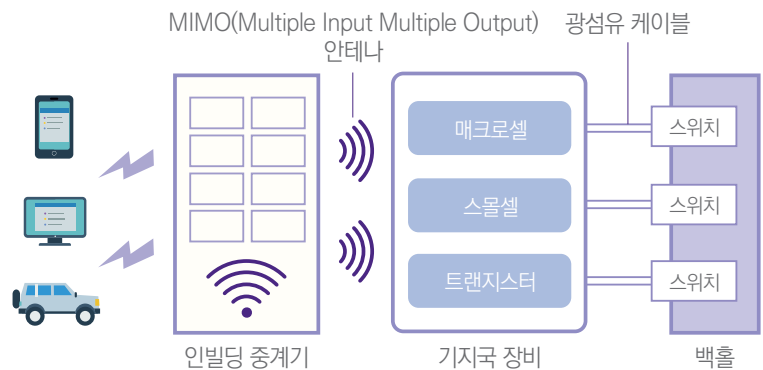 MIMO(Multiple Input Multiple Output)
안테나
광섬유 케이블
매크로셀
스몰셀
트랜지스터
스위치
스위치
스위치
인빌딩 중계기
기지국 장비
백홀